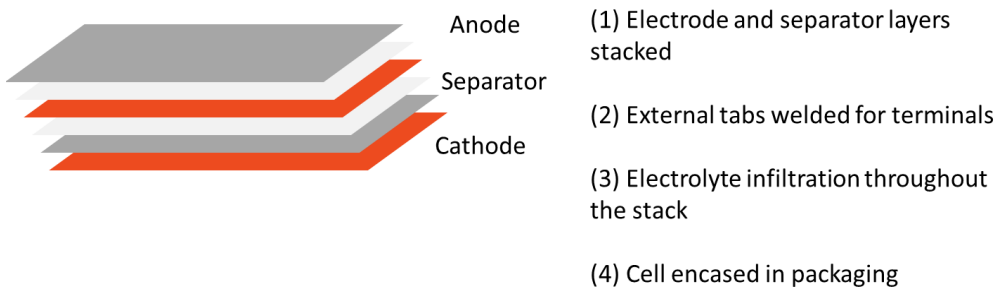 Anode
Separator
Cathode
(1) Electrode and separator layers
stacked
(2) External tabs welded for terminals
(3) Electrolyte infiltration throughout
the stack
(4) Cell encased in packaging